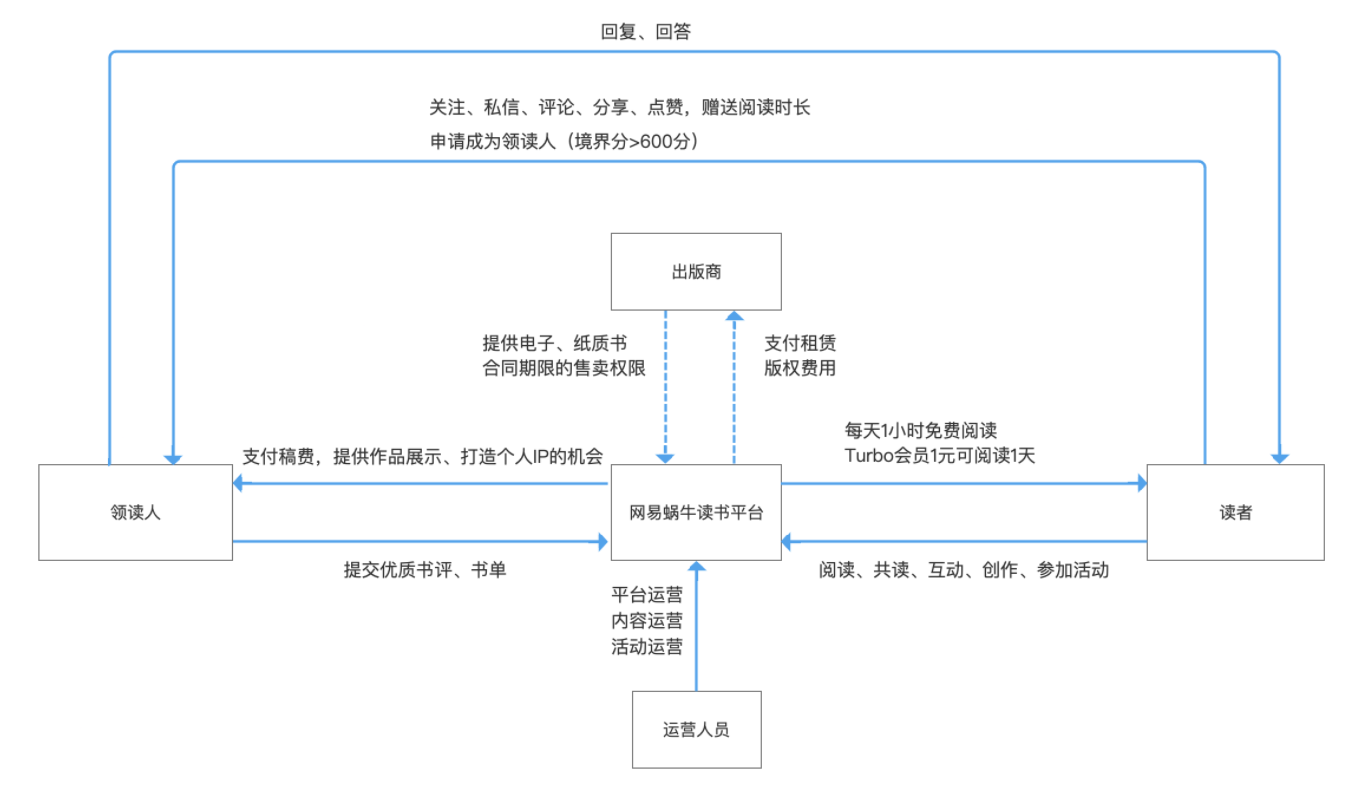 回复、回答
关注、私信、评论、分享、点赞，赠送阅读时长
申请成为领读人（境界分>600分）
出版商
提供电子、纸质书
合同期限的售卖权限
支付租赁
版权费用
每天1小时免费阅读
Turbo会员1元可阅读1天
支付稿费，提供作品展示、打造个人IP的机会
领读人
网易蜗牛读书平台
读者
提交优质书评、书单
阅读、共读、互动、创作、参加活动
平台运营
内容运营
活动运营
运营人员